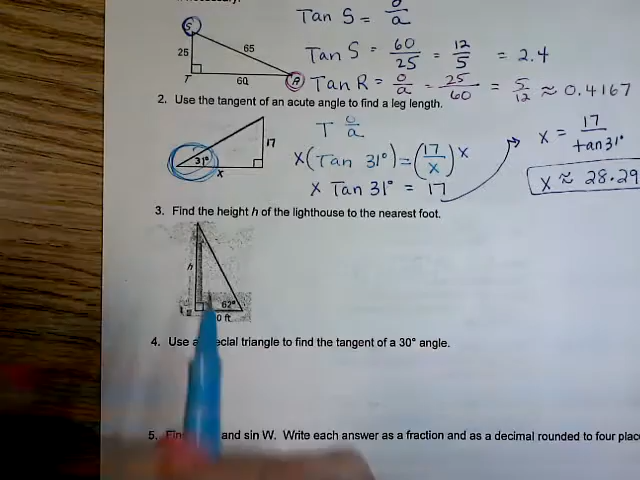 Tan S = o/a
S
25
65
T
60
R
Tan S = 60/25 = 12/5 = 2.4
Tan R = o/a = 25/60 = 5/12 ≈ 0.4167
2. Use the tangent of an acute angle to find a leg length.
T o/a
17
31°
x
x(Tan 31°) = (17/x)x
x Tan 31° = 17
x = 17/tan31°
x ≈ 28.29
3. Find the height h of the lighthouse to the nearest foot.
h
62°
0 ft
4. Use a special triangle to find the tangent of a 30° angle.
5. and sin W. Write each answer as a fraction and as a decimal rounded to four